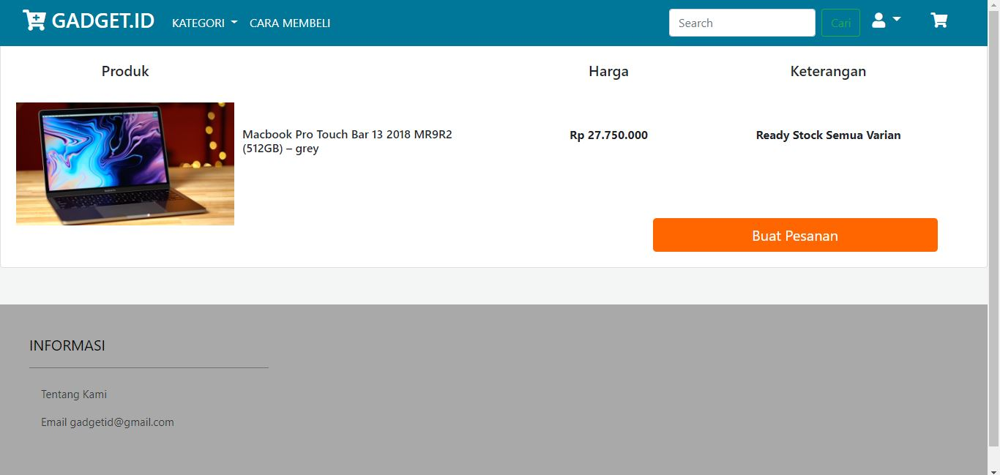 GADGET.ID KATEGORI CARA MEMBELI Search Cari
Produk Harga Keterangan
Macbook Pro Touch Bar 13 2018 MR9R2
(512GB) – grey
Rp 27.750.000
Ready Stock Semua Varian
Buat Pesanan
INFORMASI
Tentang Kami
Email gadgetid@gmail.com